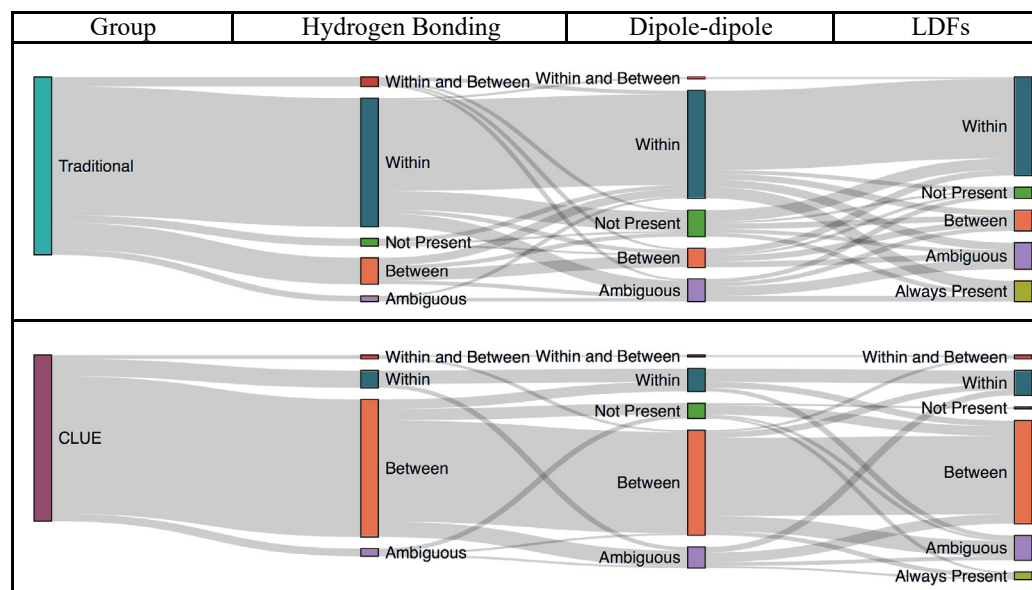 Group Hydrogen Bonding Dipole-dipole LDFs
Within and Between Within and Between
Within
Within
Traditional Within
Not Present
Not Present
Not Present Between
Between Between Ambiguous
Ambiguous Always Present
Ambiguous
Within and Between Within and Between Within and Between
Within Within Within
Not Present Not Present
CLUE
Between Between
Between
Ambiguous
Ambiguous Ambiguous
Always Present